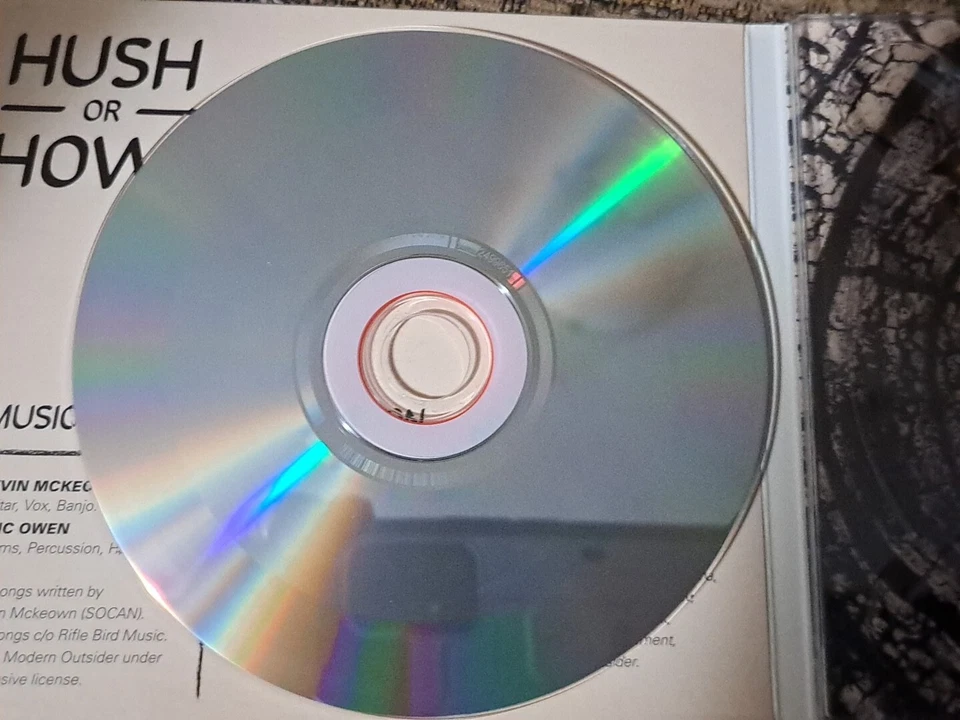 HUSH
OR
HOW
MUSIC
VIN MCKEO
tar, Vox, Banjo.
IC OWEN
ms, Percussion,
ongs written by
n Mckeown (SOCAN).
ongs c/o Rifle Bird Music.
Modern Outsider under
sive license.
ment,
der.